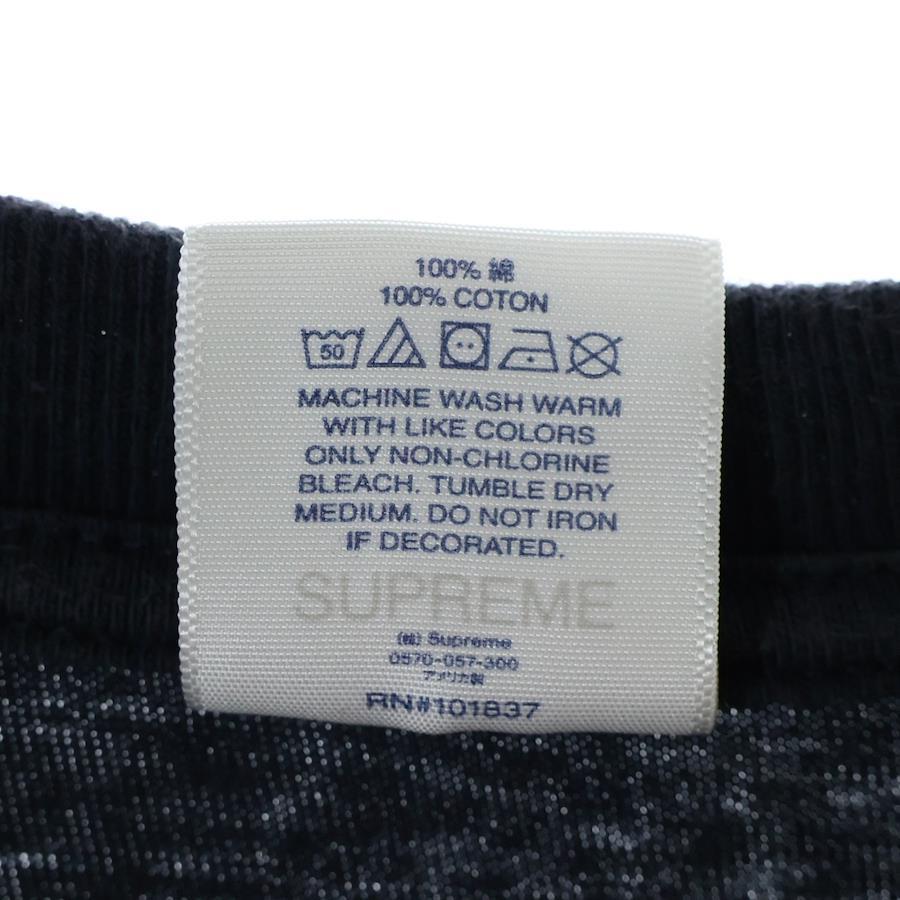 100% 綿
100% COTON
50
MACHINE WASH WARM
WITH LIKE COLORS
ONLY NON-CHLORINE
BLEACH. TUMBLE DRY
MEDIUM. DO NOT IRON
IF DECORATED.
SUPREME
(株) Supreme
0570-057-300
アメリカ製
RN#101837